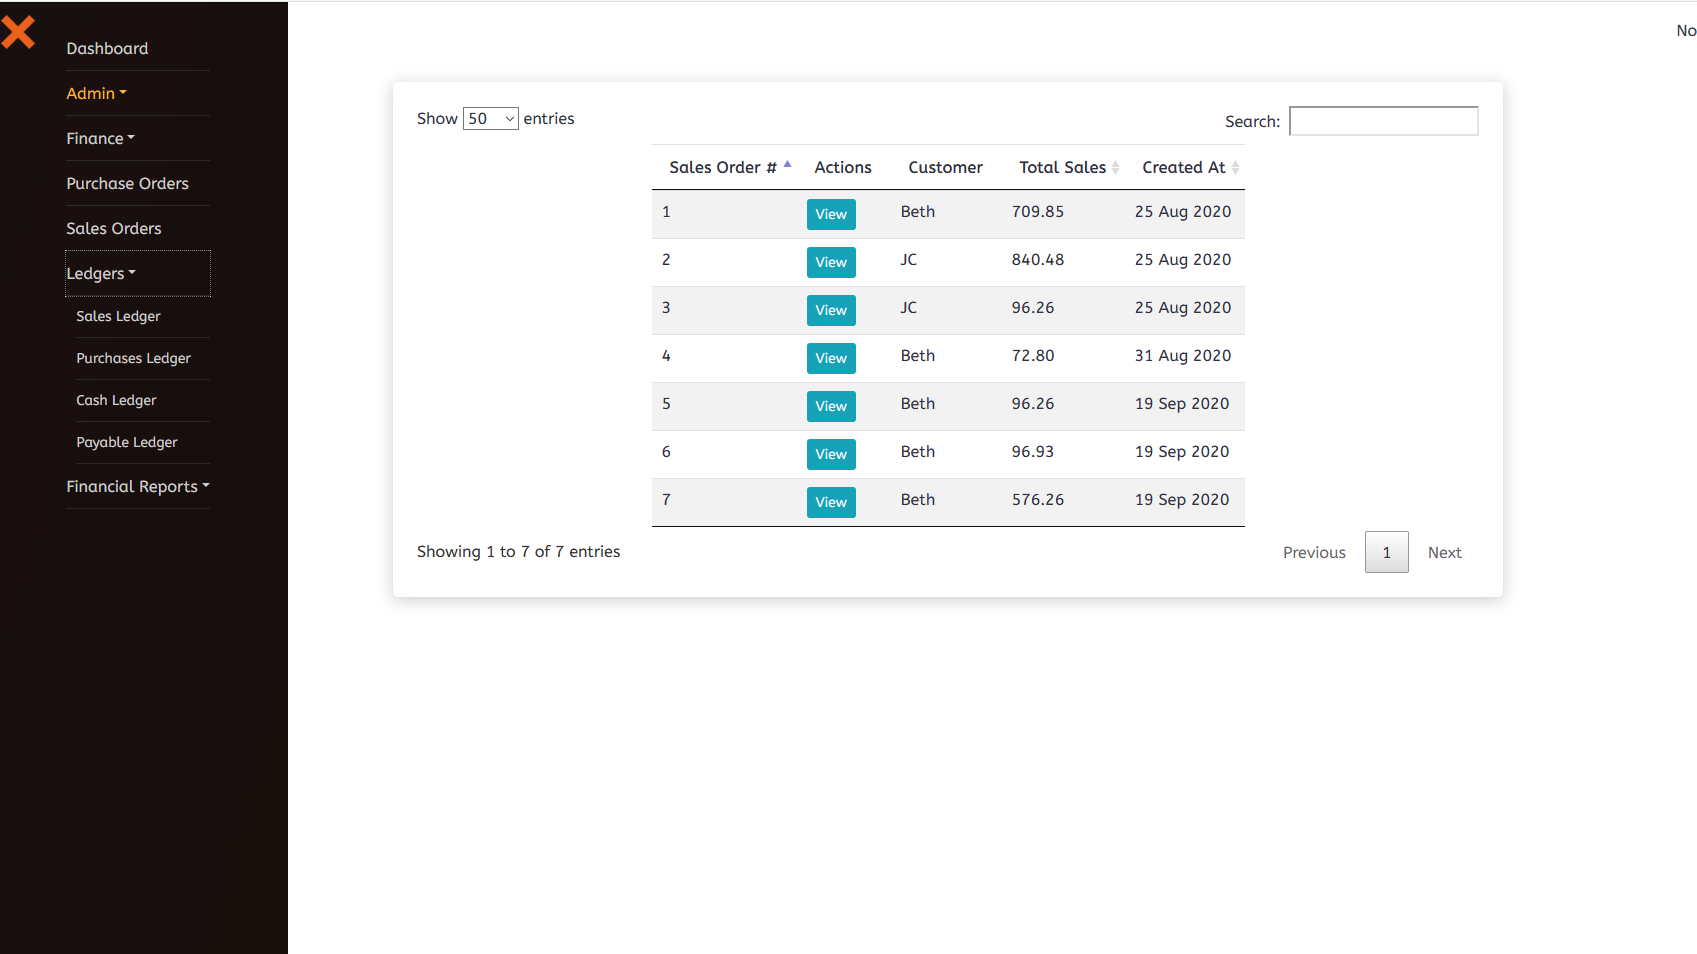 No
Dashboard
Admin
Finance
Purchase Orders
Sales Orders
Ledgers
Sales Ledger
Purchases Ledger
Cash Ledger
Payable Ledger
Financial Reports
Show 50 entries
Search:
Sales Order # Actions Customer Total Sales Created At
1 View Beth 709.85 25 Aug 2020
2 View JC 840.48 25 Aug 2020
3 View JC 96.26 25 Aug 2020
4 View Beth 72.80 31 Aug 2020
5 View Beth 96.26 19 Sep 2020
6 View Beth 96.93 19 Sep 2020
7 View Beth 576.26 19 Sep 2020
Showing 1 to 7 of 7 entries
Previous 1 Next